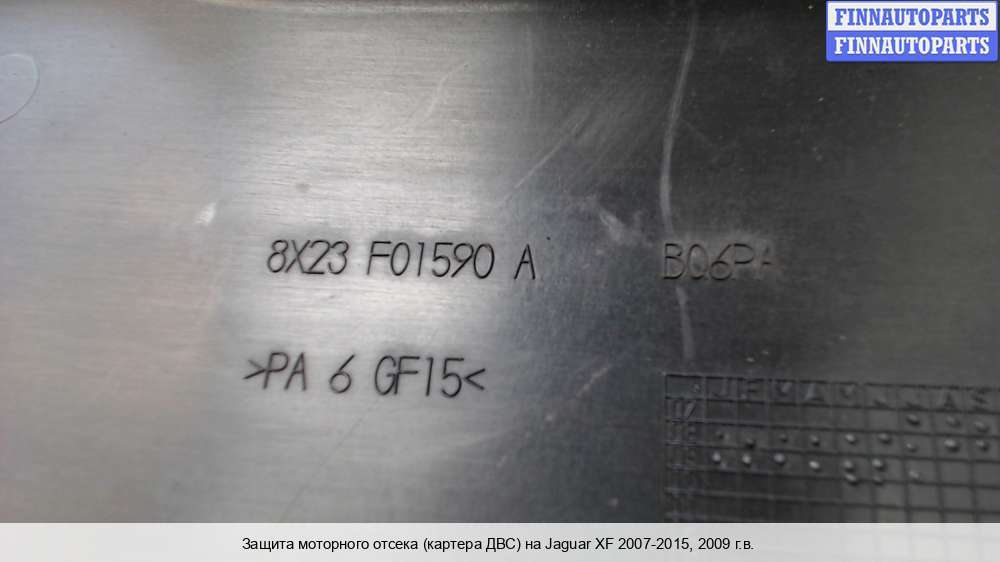 FINNAUTOPARTS
FINNAUTOPARTS
8X23 F01590 A
BQ6PA
>PA 6 GF15<
J F M A M J J A S
Защита моторного отсека (картера ДВС) на Jaguar XF 2007-2015, 2009 г.в.